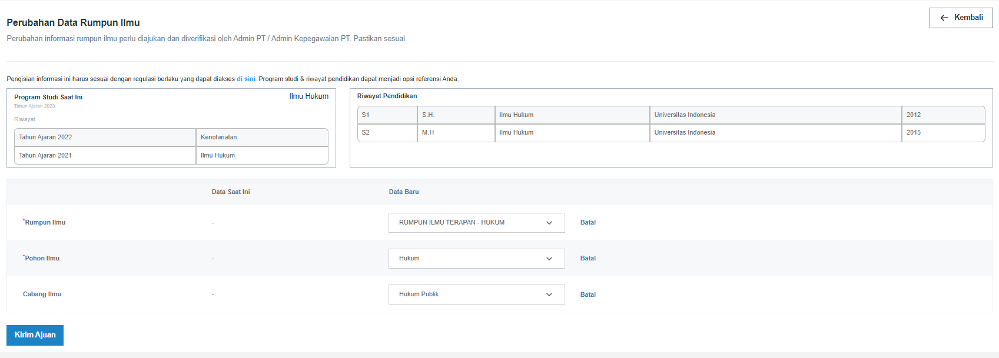 Perubahan Data Rumpun Ilmu
Kembali
Perubahan informasi rumpun ilmu perlu diajukan dan diverifikasi oleh Admin PT / Admin Kepegawaian PT. Pastikan sesuai.
Pengisian informasi ini harus sesuai dengan regulasi berlaku yang dapat diakses di sini. Program studi & riwayat pendidikan dapat menjadi opsi referensi Anda.
Program Studi Saat Ini Ilmu Hukum
Tahun Ajaran 2023
Riwayat
Tahun Ajaran 2022 Kenotariatan
Tahun Ajaran 2021 Ilmu Hukum
Riwayat Pendidikan
S1 S.H. Ilmu Hukum Universitas Indonesia 2012
S2 M.H Ilmu Hukum Universitas Indonesia 2015
Data Saat Ini Data Baru
*Rumpun Ilmu - RUMPUN ILMU TERAPAN - HUKUM Batal
*Pohon Ilmu - Hukum Batal
Cabang Ilmu - Hukum Publik Batal
Kirim Ajuan